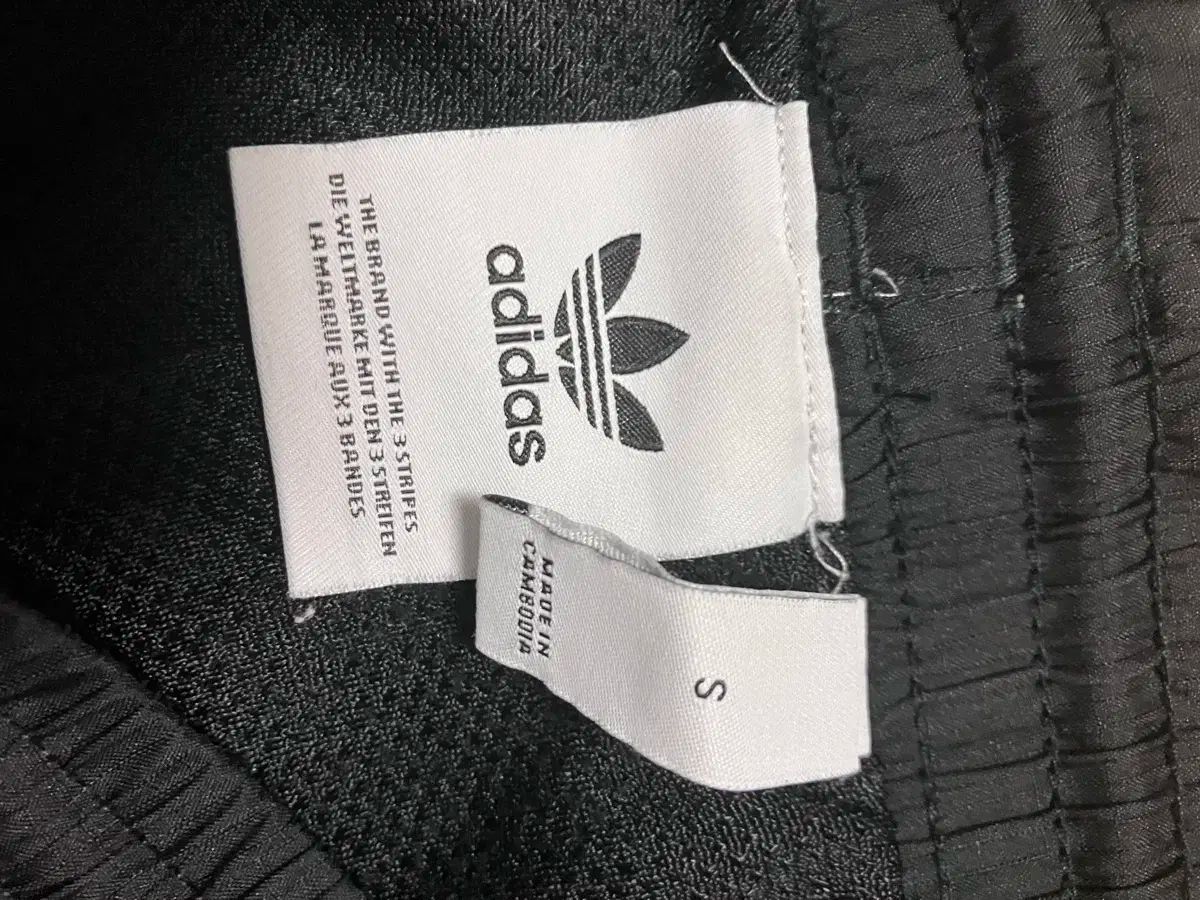 adidas
THE BRAND WITH THE 3 STRIPES
DIE WELTMARKE MIT DEN 3 STREIFEN
LA MARQUE AUX 3 BANDES
S
MADE IN
CAMBODIA